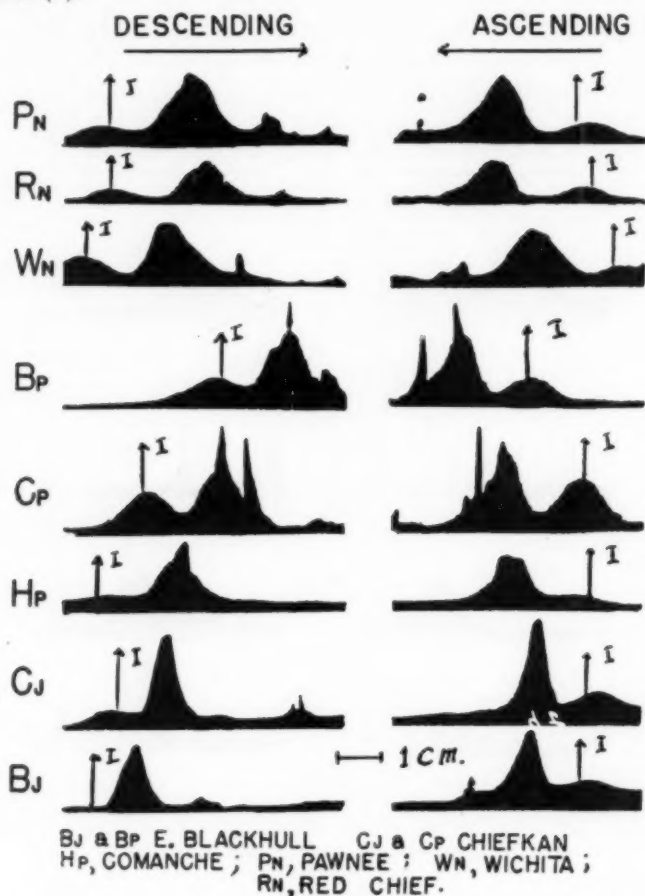 DESCENDING ASCENDING
PN I I
RN I I
WN I I
BP I I
CP I I
HP I I
CJ I I
BJ I 1 cm. I
BJ & BP E. BLACKHULL CJ & CP CHIEFKAN
HP, COMANCHE ; PN, PAWNEE ; WN, WICHITA ;
RN, RED CHIEF.